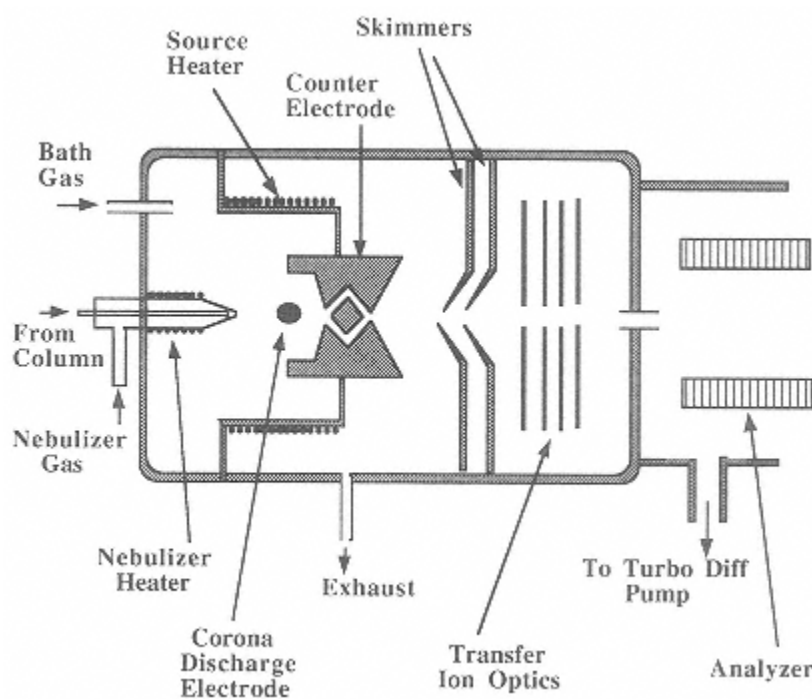 Source
Heater
Skimmers
Counter
Electrode
Bath
Gas
From
Column
Nebulizer
Gas
Nebulizer
Heater
Exhaust
To Turbo Diff
Pump
Corona
Discharge
Electrode
Transfer
Ion Optics
Analyzer